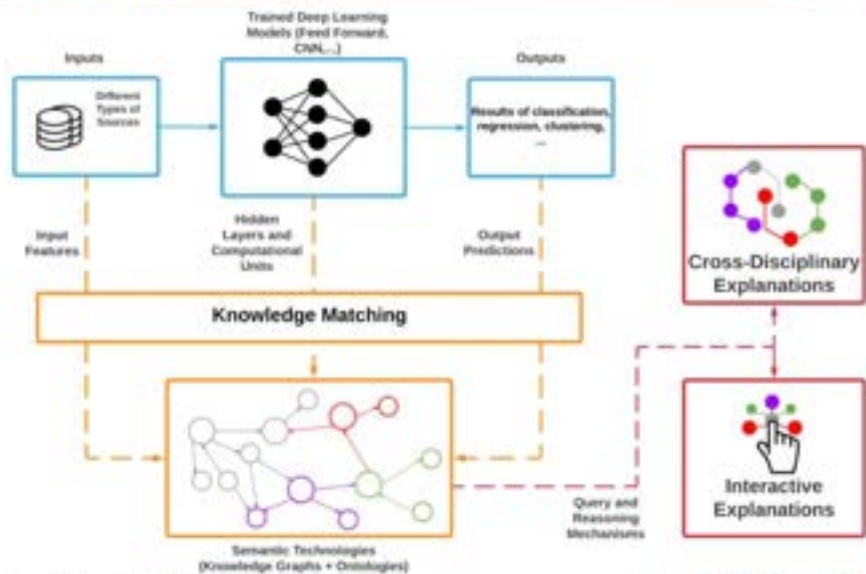 Trained Deep Learning
Models (Feed Forward,
CNN,...)
Inputs
Outputs
Different
Types of
Sources
Results of classification,
regression, clustering,
...
Input
Features
Hidden
Layers and
Computational
Units
Output
Predictions
Knowledge Matching
Cross-Disciplinary
Explanations
Interactive
Explanations
Query and
Reasoning
Mechanisms
Semantic Technologies
(Knowledge Graphs + Ontologies)